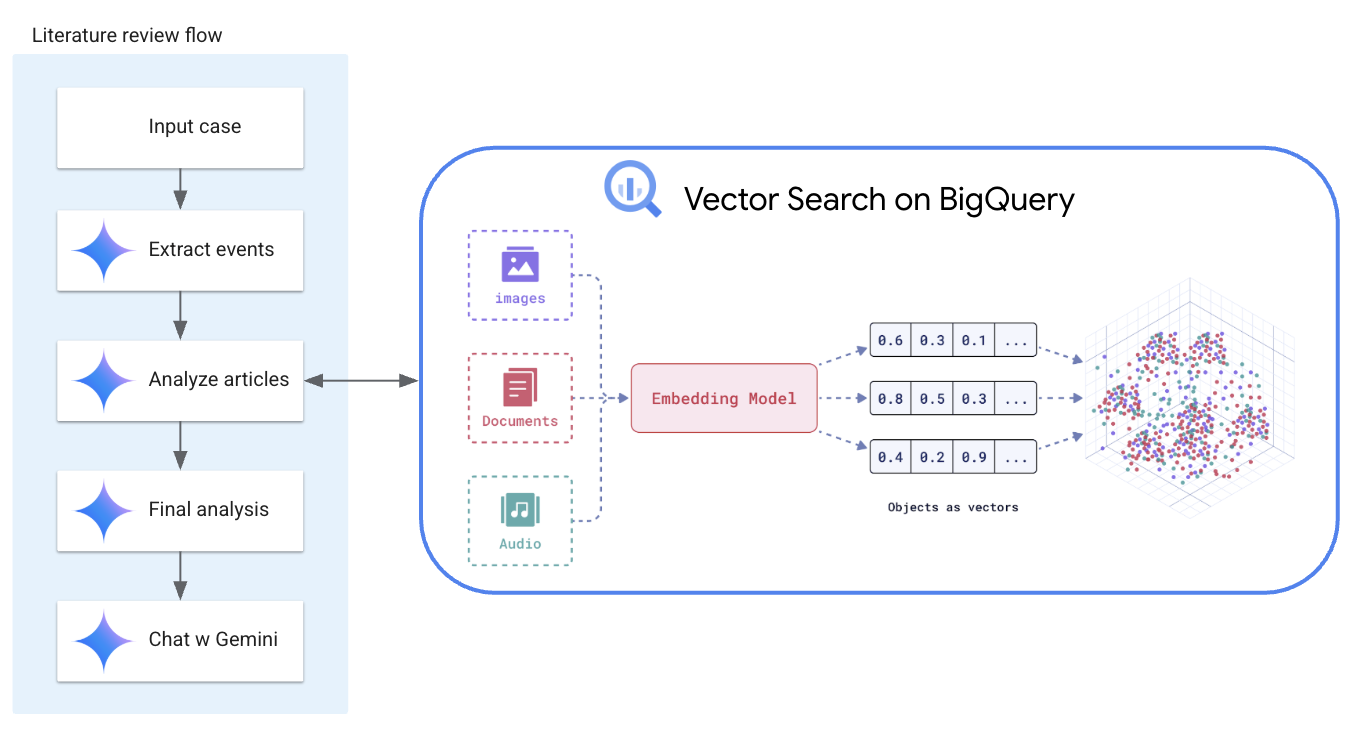 Literature review flow
Input case
Extract events
Analyze articles
Final analysis
Chat w Gemini
Vector Search on BigQuery
images
Documents
Audio
Embedding Model
0.6 0.3 0.1 ...
0.8 0.5 0.3 ...
0.4 0.2 0.9 ...
Objects as vectors